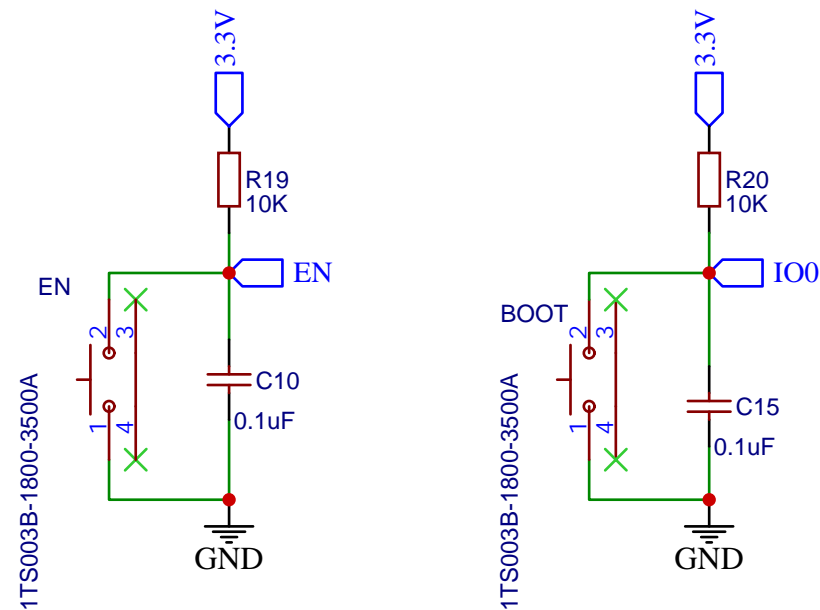 3.3V
R19
10K
EN
EN
2
3
1
4
C10
0.1uF
1TS003B-1800-3500A
GND
3.3V
R20
10K
IO0
BOOT
2
3
1
4
C15
0.1uF
1TS003B-1800-3500A
GND